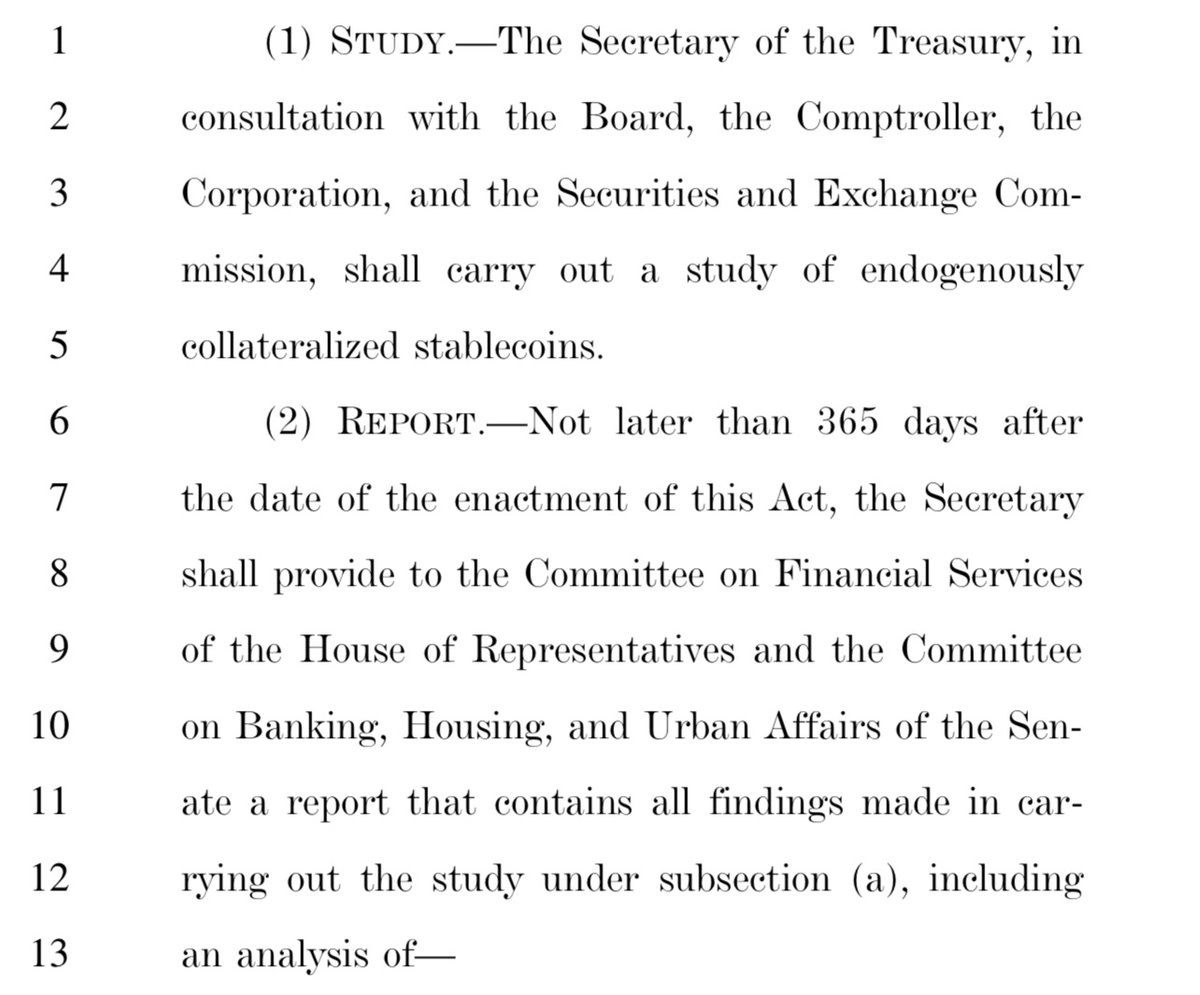 1 (1) STUDY.—The Secretary of the Treasury, in
2 consultation with the Board, the Comptroller, the
3 Corporation, and the Securities and Exchange Com-
4 mission, shall carry out a study of endogenously
5 collateralized stablecoins.
6 (2) REPORT.—Not later than 365 days after
7 the date of the enactment of this Act, the Secretary
8 shall provide to the Committee on Financial Services
9 of the House of Representatives and the Committee
10 on Banking, Housing, and Urban Affairs of the Sen-
11 ate a report that contains all findings made in car-
12 rying out the study under subsection (a), including
13 an analysis of—